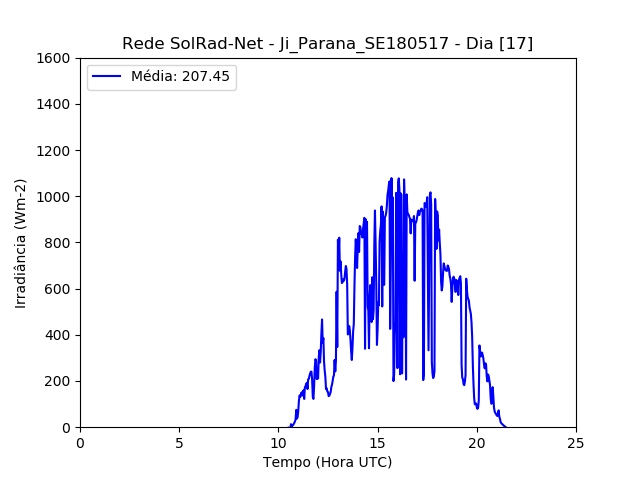 Rede SolRad-Net - Ji_Parana_SE180517 - Dia [17]
1600
1400
1200
1000
800
600
400
200
0
Irradiância (Wm-2)
Média: 207.45
0 5 10 15 20 25
Tempo (Hora UTC)